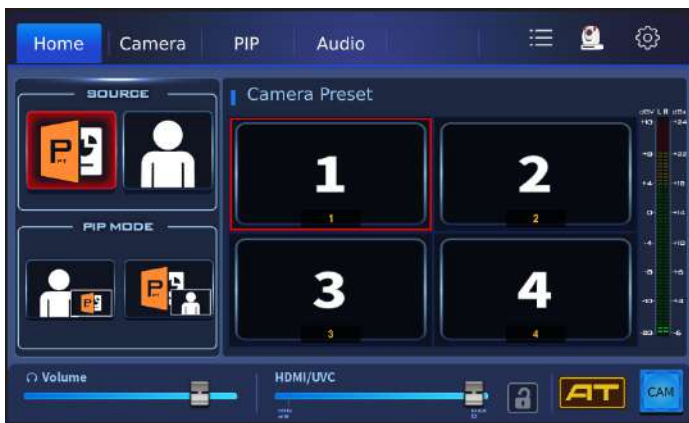 Home Camera PIP Audio
SOURCE
Camera Preset
P
PT
1
1
2
2
PIP MODE
P
P
3
3
4
4
Volume
HDMI/UVC
AT
CAM